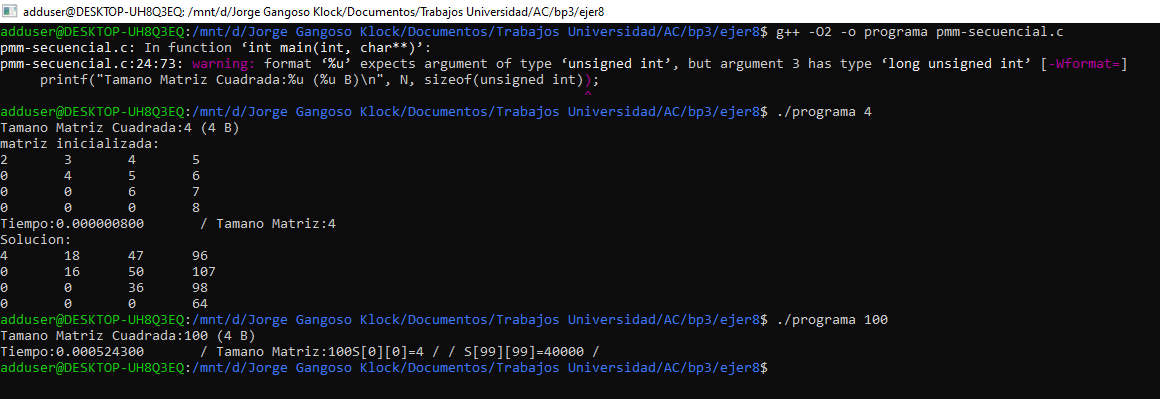 adduser@DESKTOP-UH8Q3EQ: /mnt/d/Jorge Gangoso Klock/Documentos/Trabajos Universidad/AC/bp3/ejer8
adduser@DESKTOP-UH8Q3EQ:/mnt/d/Jorge Gangoso Klock/Documentos/Trabajos Universidad/AC/bp3/ejer8$ g++ -O2 -o programa pmm-secuencial.c
pmm-secuencial.c: In function ‘int main(int, char**)’:
pmm-secuencial.c:24:73: warning: format ‘%u’ expects argument of type ‘unsigned int’, but argument 3 has type ‘long unsigned int’ [-Wformat=]
     printf("Tamano Matriz Cuadrada:%u (%u B)\n", N, sizeof(unsigned int));
                                                                         ^
adduser@DESKTOP-UH8Q3EQ:/mnt/d/Jorge Gangoso Klock/Documentos/Trabajos Universidad/AC/bp3/ejer8$ ./programa 4
Tamano Matriz Cuadrada:4 (4 B)
matriz inicializada:
2       3       4       5
0       4       5       6
0       0       6       7
0       0       0       8
Tiempo:0.000000800       / Tamano Matriz:4
Solucion:
4       18      47      96
0       16      50      107
0       0       36      98
0       0       0       64
adduser@DESKTOP-UH8Q3EQ:/mnt/d/Jorge Gangoso Klock/Documentos/Trabajos Universidad/AC/bp3/ejer8$ ./programa 100
Tamano Matriz Cuadrada:100 (4 B)
Tiempo:0.000524300       / Tamano Matriz:100S[0][0]=4 / / S[99][99]=40000 /
adduser@DESKTOP-UH8Q3EQ:/mnt/d/Jorge Gangoso Klock/Documentos/Trabajos Universidad/AC/bp3/ejer8$